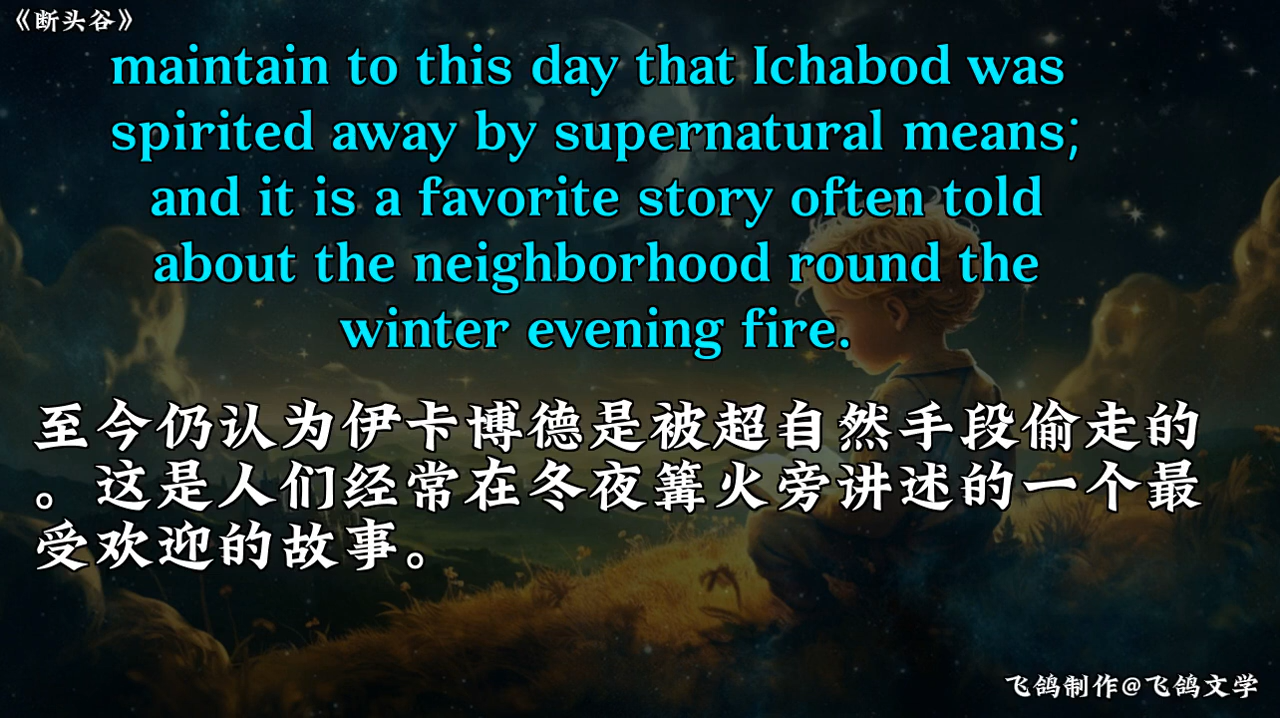 《断头谷》
maintain to this day that Ichabod was
spirited away by supernatural means;
and it is a favorite story often told
about the neighborhood round the
winter evening fire.
至今仍认为伊卡博德是被超自然手段偷走的
。这是人们经常在冬夜篝火旁讲述的一个最
受欢迎的故事。
飞鸽制作@飞鸽文学